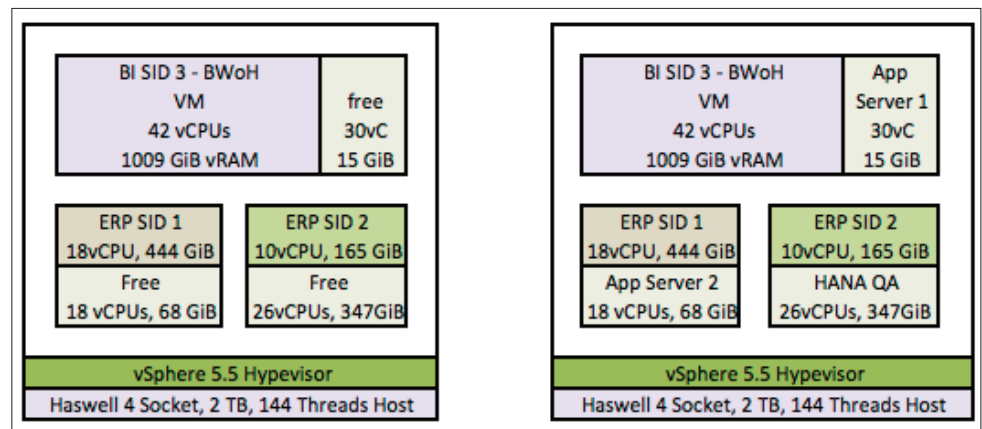 BI SID 3 - BWoH
VM
42 vCPUs
1009 GiB vRAM
free
30vC
15 GiB
ERP SID 1
18vCPU, 444 GiB
Free
18 vCPUs, 68 GiB
ERP SID 2
10vCPU, 165 GiB
Free
26vCPUs, 347GiB
vSphere 5.5 Hypevisor
Haswell 4 Socket, 2 TB, 144 Threads Host
BI SID 3 - BWoH
VM
42 vCPUs
1009 GiB vRAM
App
Server 1
30vC
15 GiB
ERP SID 1
18vCPU, 444 GiB
App Server 2
18 vCPUs, 68 GiB
ERP SID 2
10vCPU, 165 GiB
HANA QA
26vCPUs, 347GiB
vSphere 5.5 Hypevisor
Haswell 4 Socket, 2 TB, 144 Threads Host